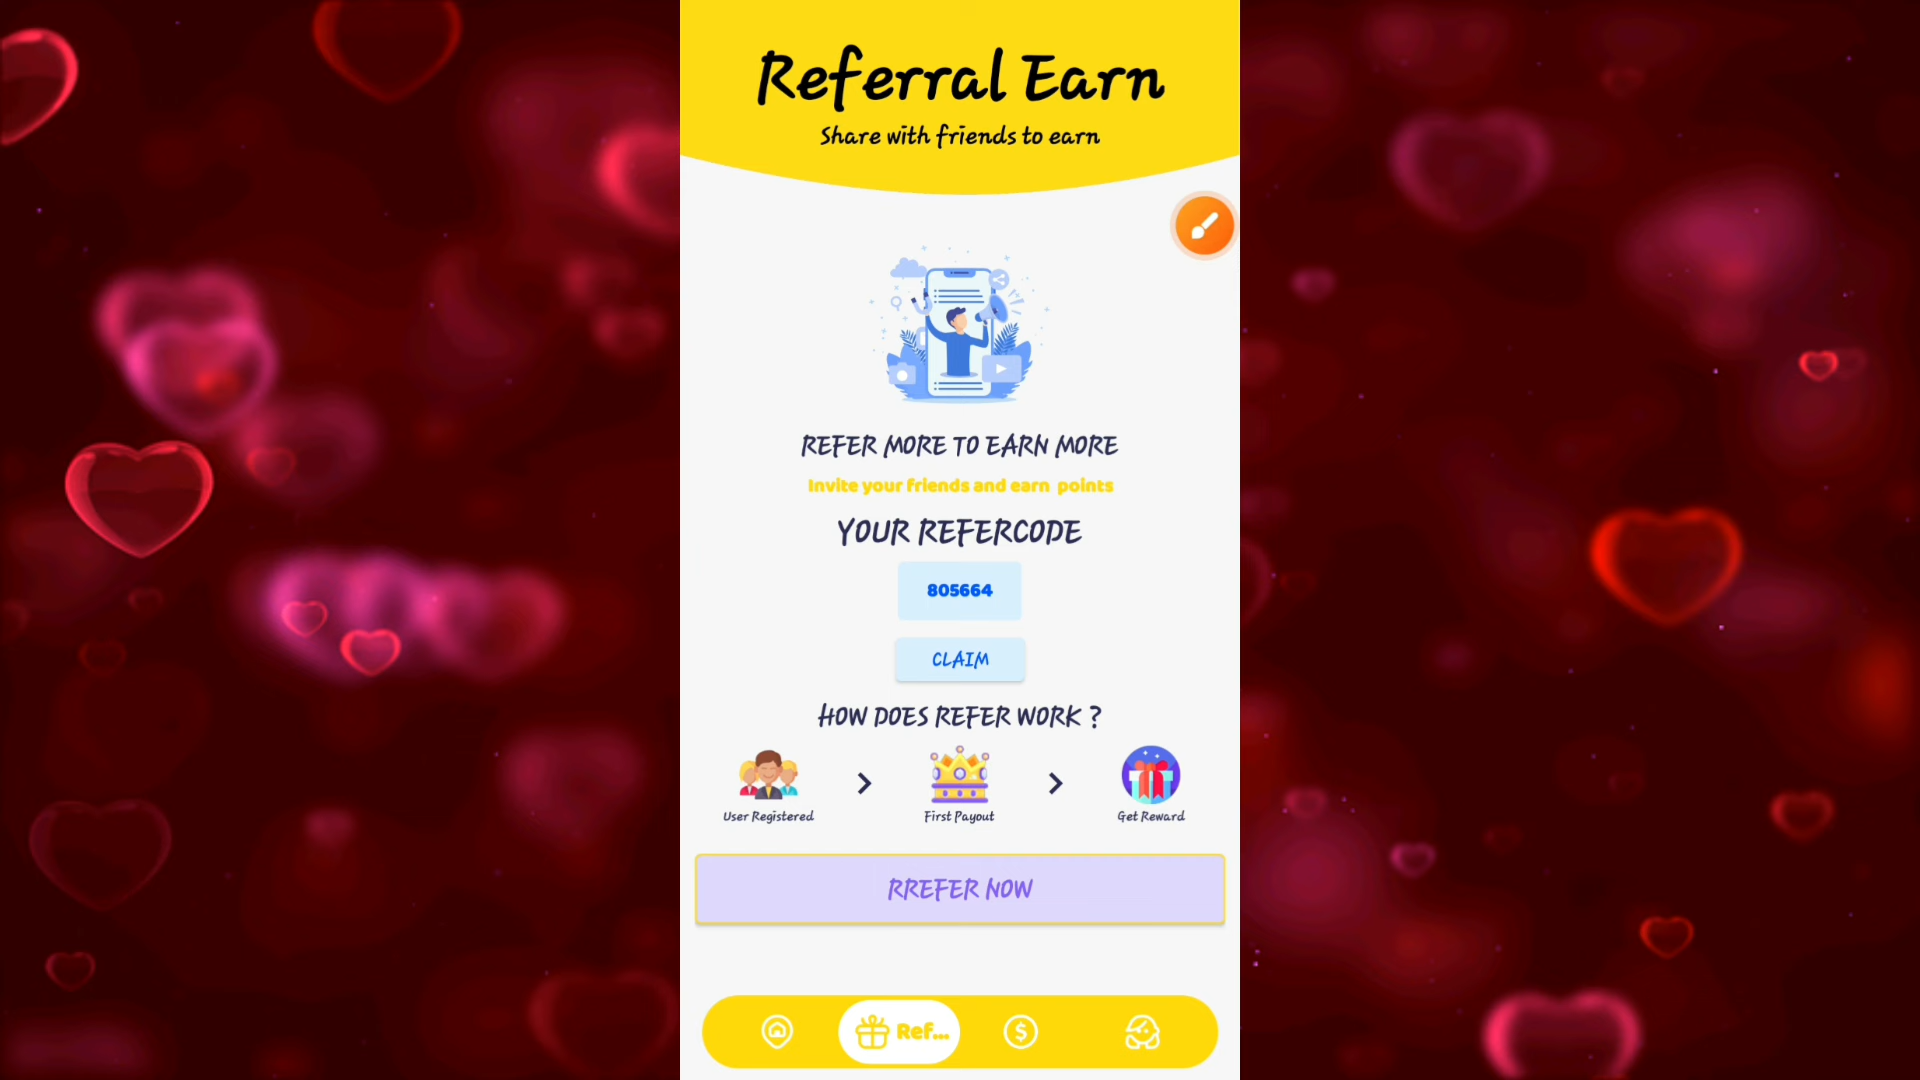 Referral Earn
Share with friends to earn
REFER MORE TO EARN MORE
Invite your friends and earn points
YOUR REFERCODE
805664
CLAIM
HOW DOES REFER WORK ?
User Registered
First Payout
Get Reward
RREFER NOW
Ref...